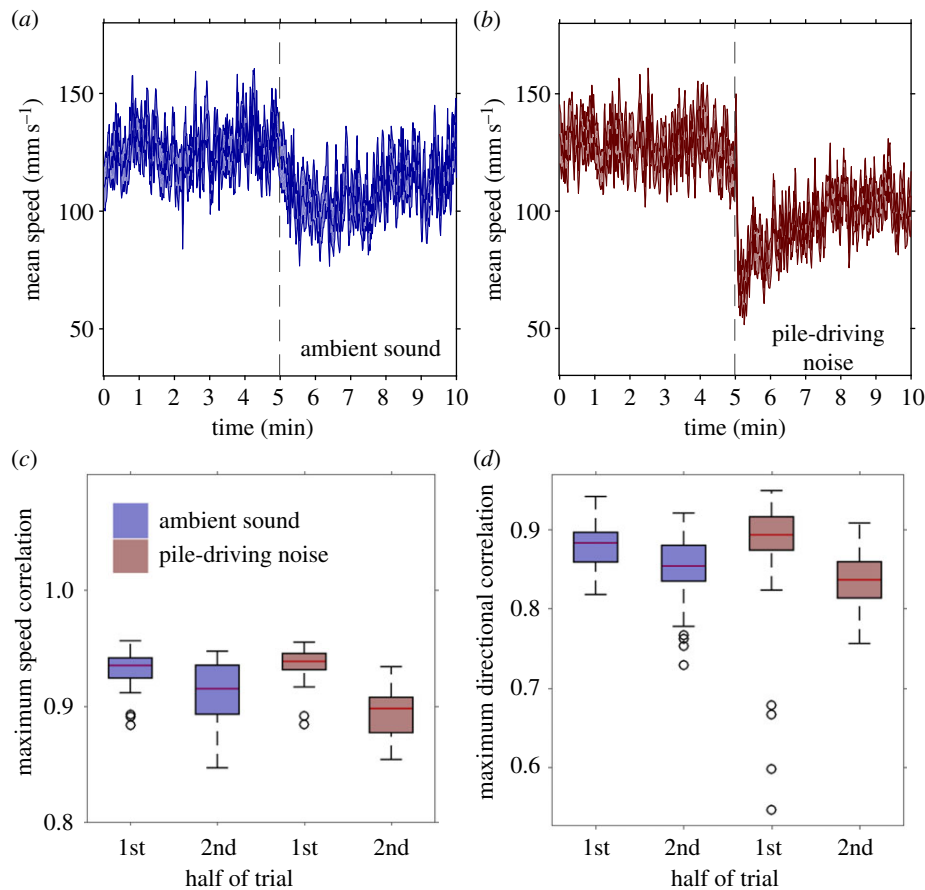 (a)
150
100
50
mean speed (mm s⁻¹)
ambient sound
0 1 2 3 4 5 6 7 8 9 10
time (min)
(b)
150
100
50
mean speed (mm s⁻¹)
pile-driving
noise
0 1 2 3 4 5 6 7 8 9 10
time (min)
(c)
ambient sound
pile-driving noise
1.0
0.9
0.8
maximum speed correlation
1st 2nd 1st 2nd
half of trial
(d)
0.9
0.8
0.7
0.6
maximum directional correlation
1st 2nd 1st 2nd
half of trial